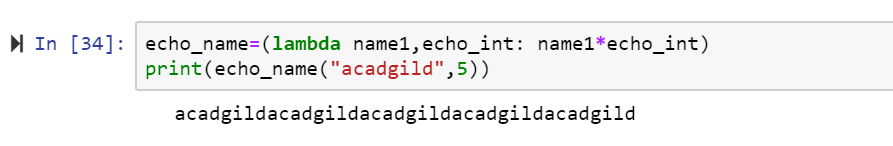 In [34]: echo_name=(lambda name1,echo_int: name1*echo_int)
print(echo_name("acadgild",5))
acadgildacadgildacadgildacadgildacadgild